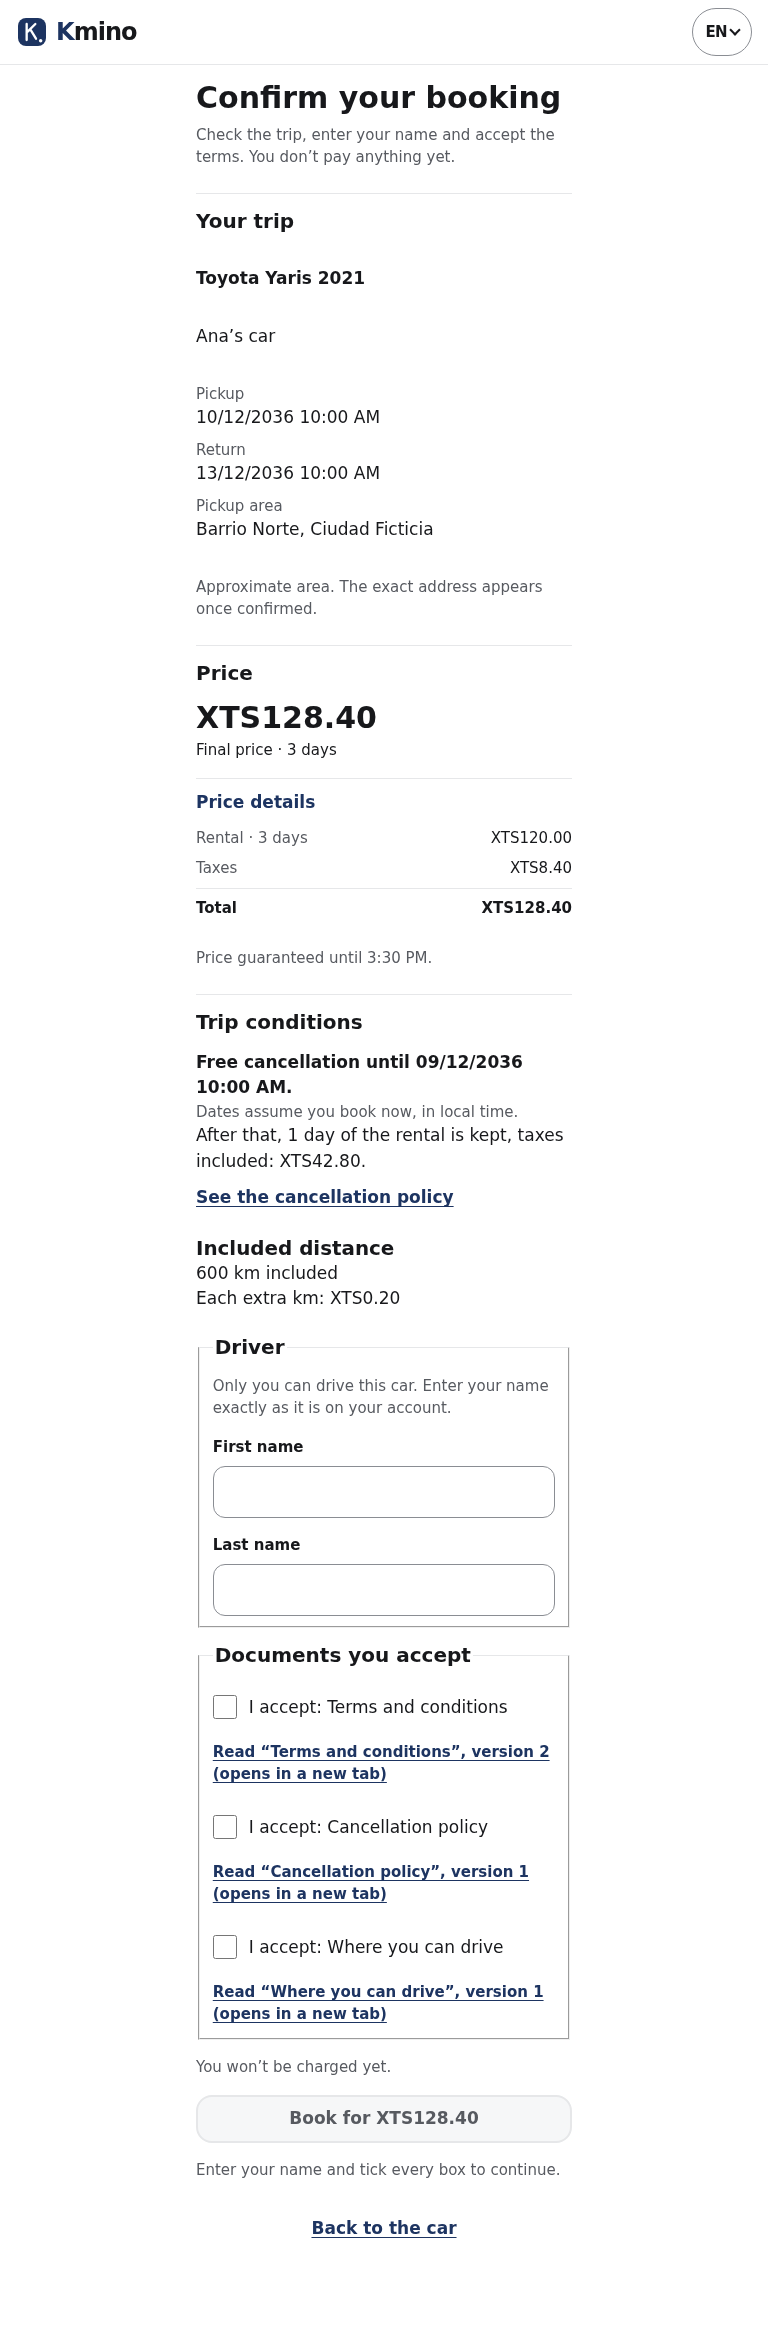 Kmino
EN
Confirm your booking
Check the trip, enter your name and accept the
terms. You don’t pay anything yet.
Your trip
Toyota Yaris 2021
Ana’s car
Pickup
10/12/2036 10:00 AM
Return
13/12/2036 10:00 AM
Pickup area
Barrio Norte, Ciudad Ficticia
Approximate area. The exact address appears
once confirmed.
Price
XTS128.40
Final price · 3 days
Price details
Rental · 3 days XTS120.00
Taxes XTS8.40
Total XTS128.40
Price guaranteed until 3:30 PM.
Trip conditions
Free cancellation until 09/12/2036
10:00 AM.
Dates assume you book now, in local time.
After that, 1 day of the rental is kept, taxes
included: XTS42.80.
See the cancellation policy
Included distance
600 km included
Each extra km: XTS0.20
Driver
Only you can drive this car. Enter your name
exactly as it is on your account.
First name
Last name
Documents you accept
I accept: Terms and conditions
Read “Terms and conditions”, version 2
(opens in a new tab)
I accept: Cancellation policy
Read “Cancellation policy”, version 1
(opens in a new tab)
I accept: Where you can drive
Read “Where you can drive”, version 1
(opens in a new tab)
You won’t be charged yet.
Book for XTS128.40
Enter your name and tick every box to continue.
Back to the car